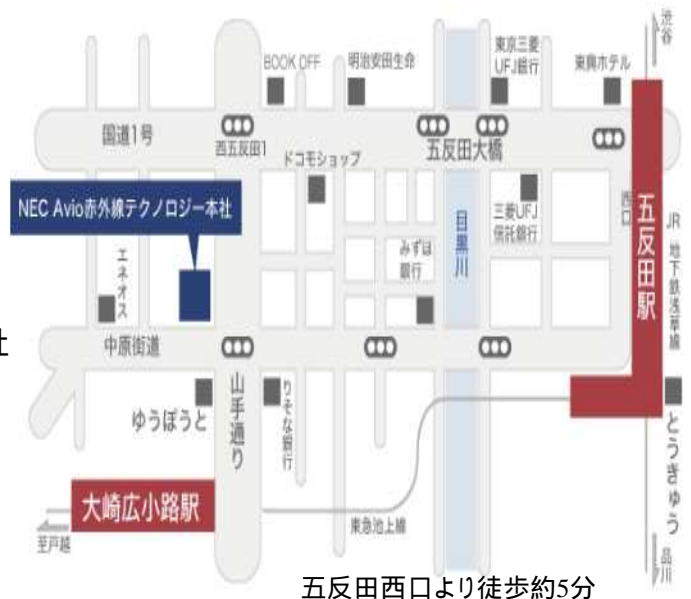 渋谷
BOOK OFF
明治安田生命
東京三菱
UFJ銀行
東興ホテル
国道1号
西五反田1
五反田大橋
ドコモショップ
NEC Avio赤外線テクノロジー本社
三菱UFJ
信託銀行
西口
五反田駅
JR 地下鉄浅草線
目黒川
みずほ
銀行
エネオス
社
中原街道
ゆうぽうと
山手通り
りそな銀行
とうきゅう
大崎広小路駅
至戸越
東急池上線
品川
五反田西口より徒歩約5分